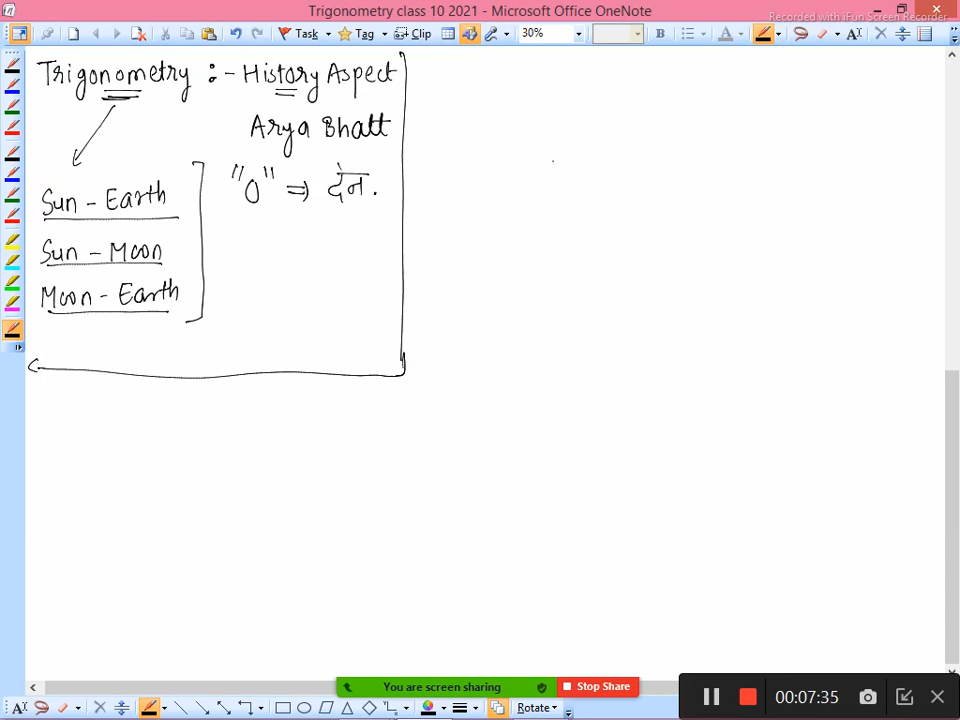 Trigonometry class 10 2021 - Microsoft Office OneNote
Recorded with iFun Screen Recorder
Task Tag Clip 30% B A
Trigonometry :- History Aspect
Arya Bhatt
"0" ⇒ देन.
Sun - Earth
Sun - Moon
Moon - Earth
You are screen sharing Stop Share
00:07:35
Rotate